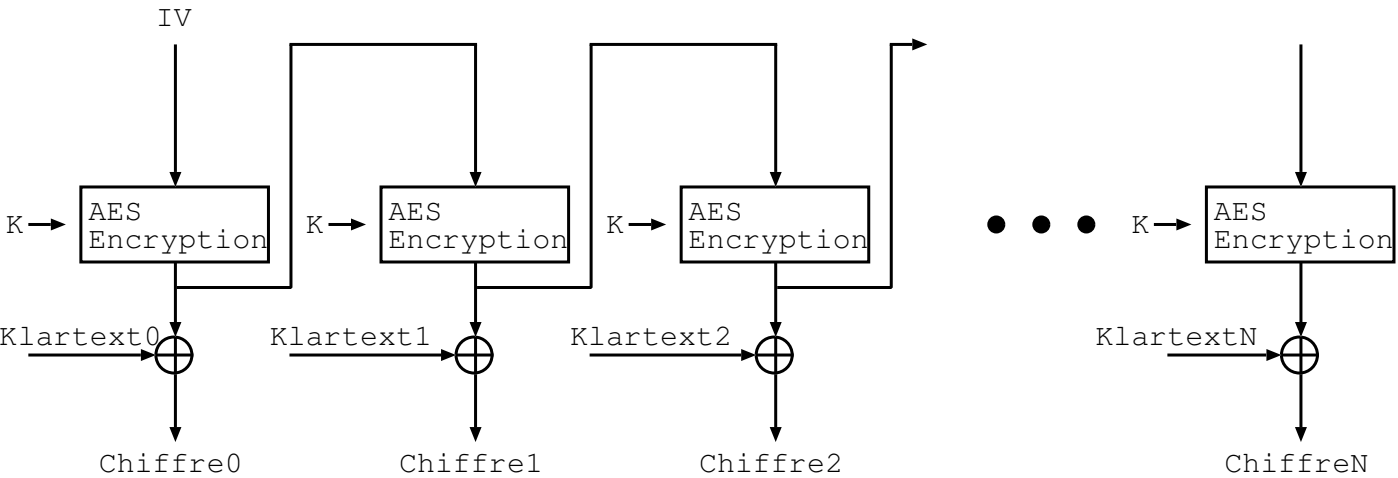 IV
K
AES
Encryption
K
AES
Encryption
K
AES
Encryption
K
AES
Encryption
Klartext0
Klartext1
Klartext2
KlartextN
Chiffre0
Chiffre1
Chiffre2
ChiffreN